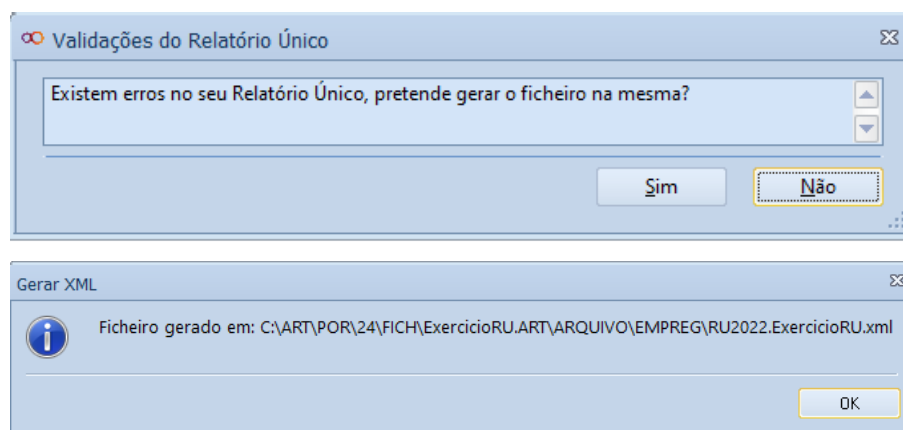 Validações do Relatório Único
Existem erros no seu Relatório Único, pretende gerar o ficheiro na mesma?
Sim
Não
Gerar XML
Ficheiro gerado em: C:\ART\POR\24\FICH\ExercicioRU.ART\ARQUIVO\EMPREG\RU2022.ExercicioRU.xml
OK